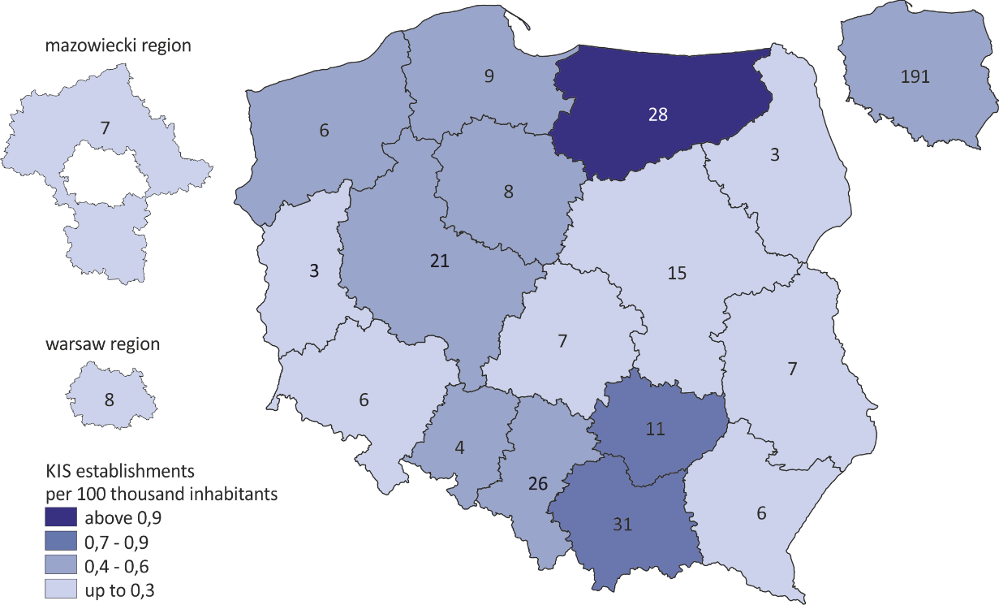 mazowiecki region
7
warsaw region
8
KIS establishments
per 100 thousand inhabitants
above 0,9
0,7 - 0,9
0,4 - 0,6
up to 0,3
9
6
28
3
8
21
3
15
7
7
6
11
4
26
6
31
191